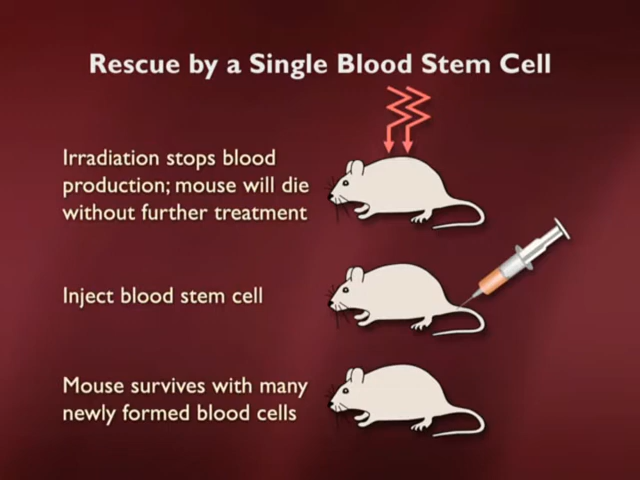 Rescue by a Single Blood Stem Cell
Irradiation stops blood
production; mouse will die
without further treatment
Inject blood stem cell
Mouse survives with many
newly formed blood cells